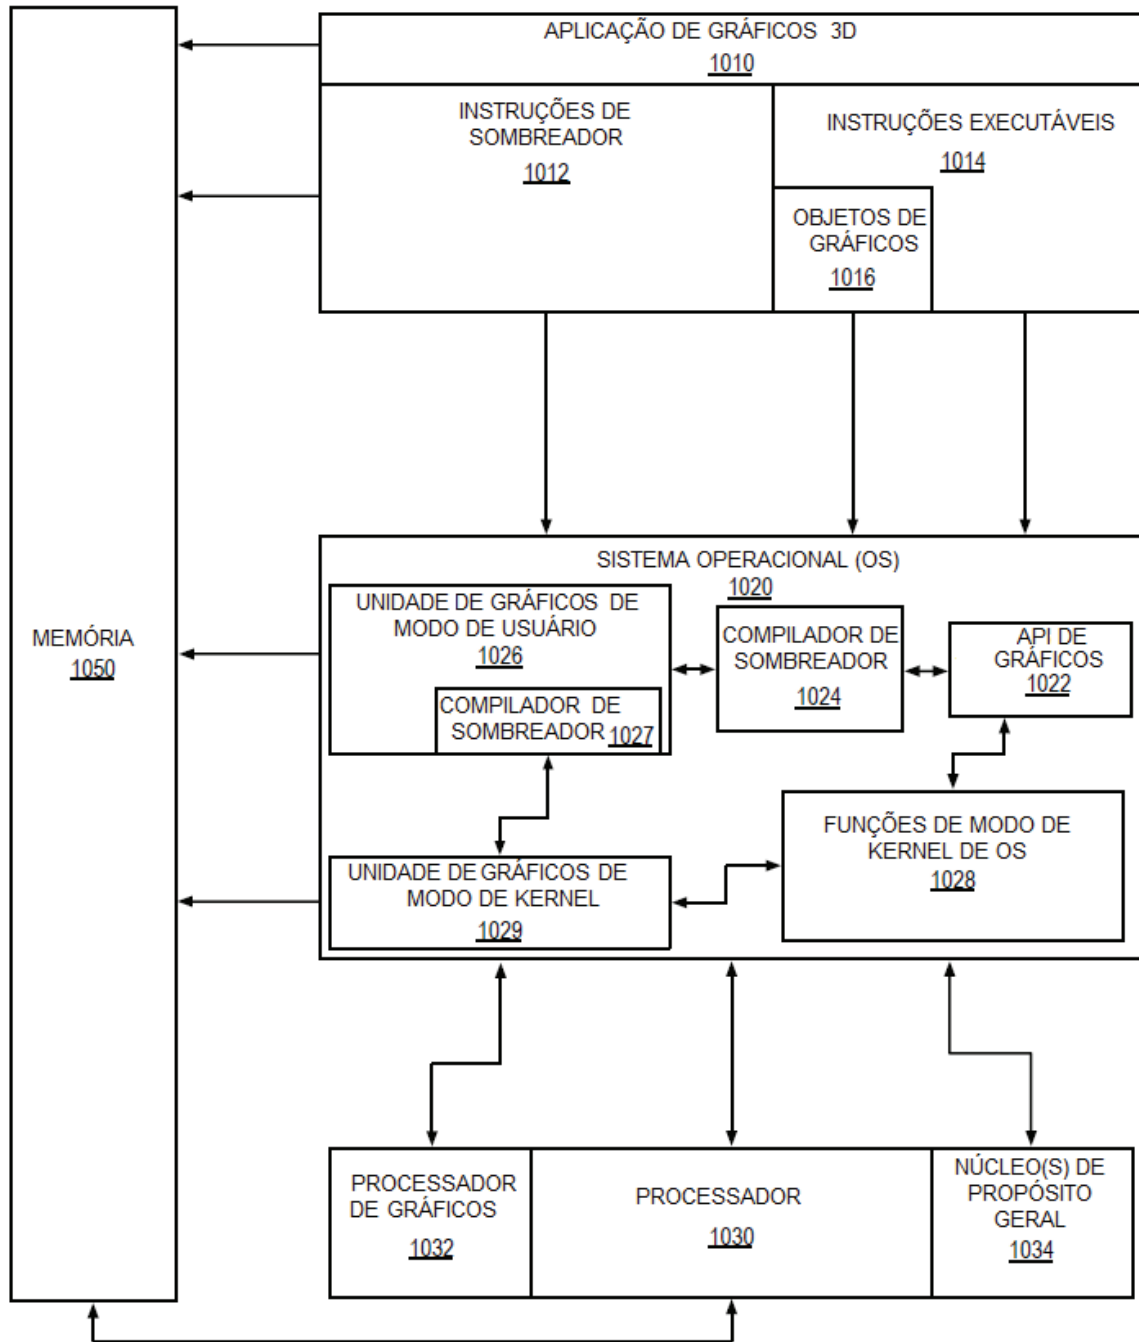 APLICAÇÃO DE GRÁFICOS 3D
1010
INSTRUÇÕES DE
SOMBREADOR
1012
INSTRUÇÕES EXECUTÁVEIS
1014
OBJETOS DE
GRÁFICOS
1016
MEMÓRIA
1050
SISTEMA OPERACIONAL (OS)
1020
UNIDADE DE GRÁFICOS DE
MODO DE USUÁRIO
1026
COMPILADOR DE
SOMBREADOR 1027
COMPILADOR DE
SOMBREADOR
1024
API DE
GRÁFICOS
1022
UNIDADE DE GRÁFICOS DE
MODO DE KERNEL
1029
FUNÇÕES DE MODO DE
KERNEL DE OS
1028
PROCESSADOR
DE GRÁFICOS
1032
PROCESSADOR
1030
NÚCLEO(S) DE
PROPÓSITO
GERAL
1034